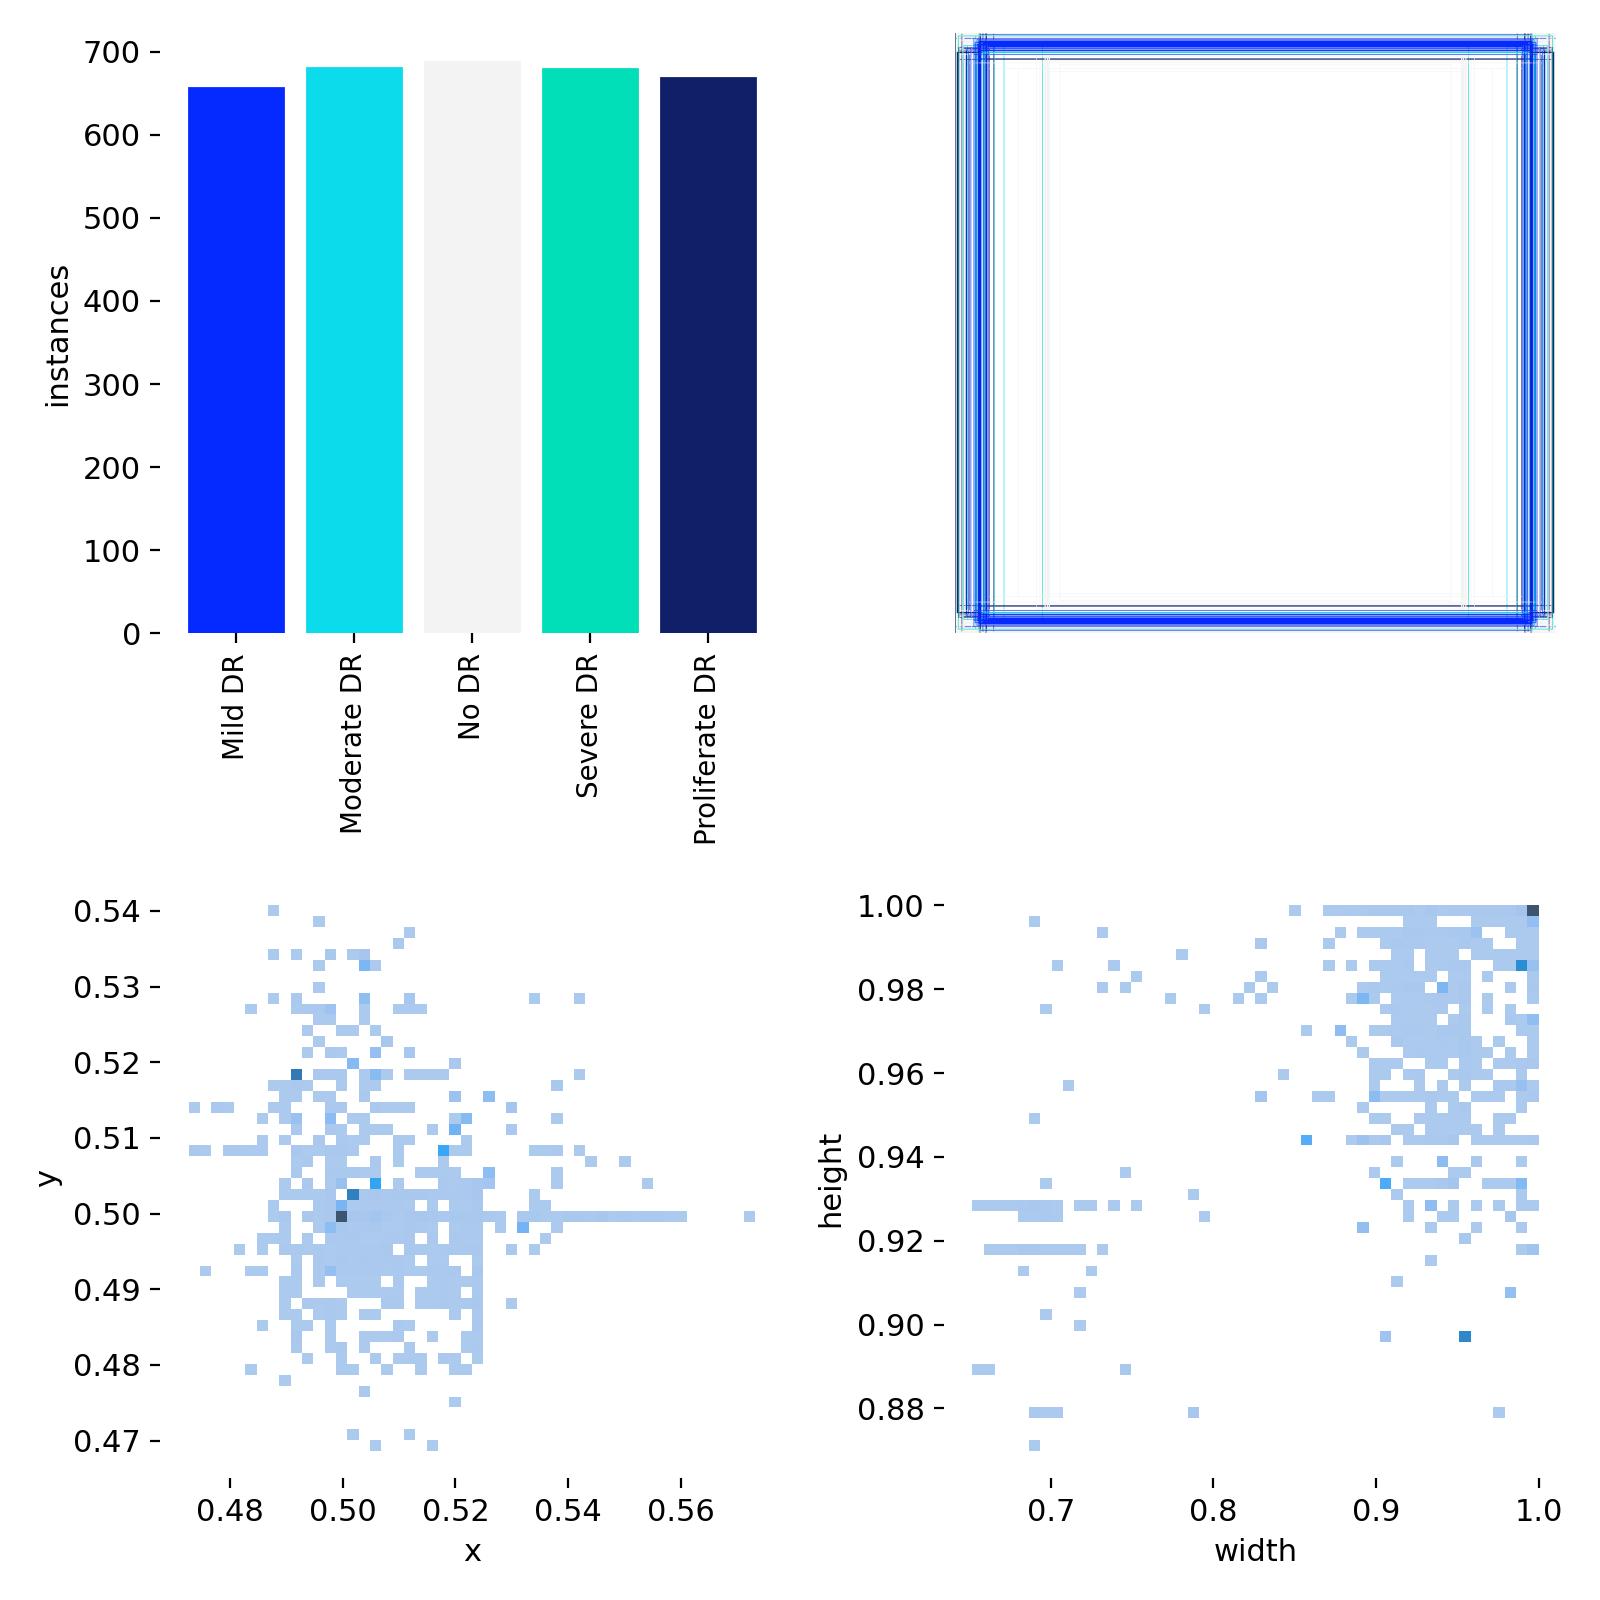 700
600
500
400
300
200
100
0
instances
Mild DR
Moderate DR
No DR
Severe DR
Proliferate DR
0.54
0.53
0.52
0.51
0.50
0.49
0.48
0.47
y
0.48 0.50 0.52 0.54 0.56
x
1.00
0.98
0.96
0.94
0.92
0.90
0.88
height
0.7 0.8 0.9 1.0
width